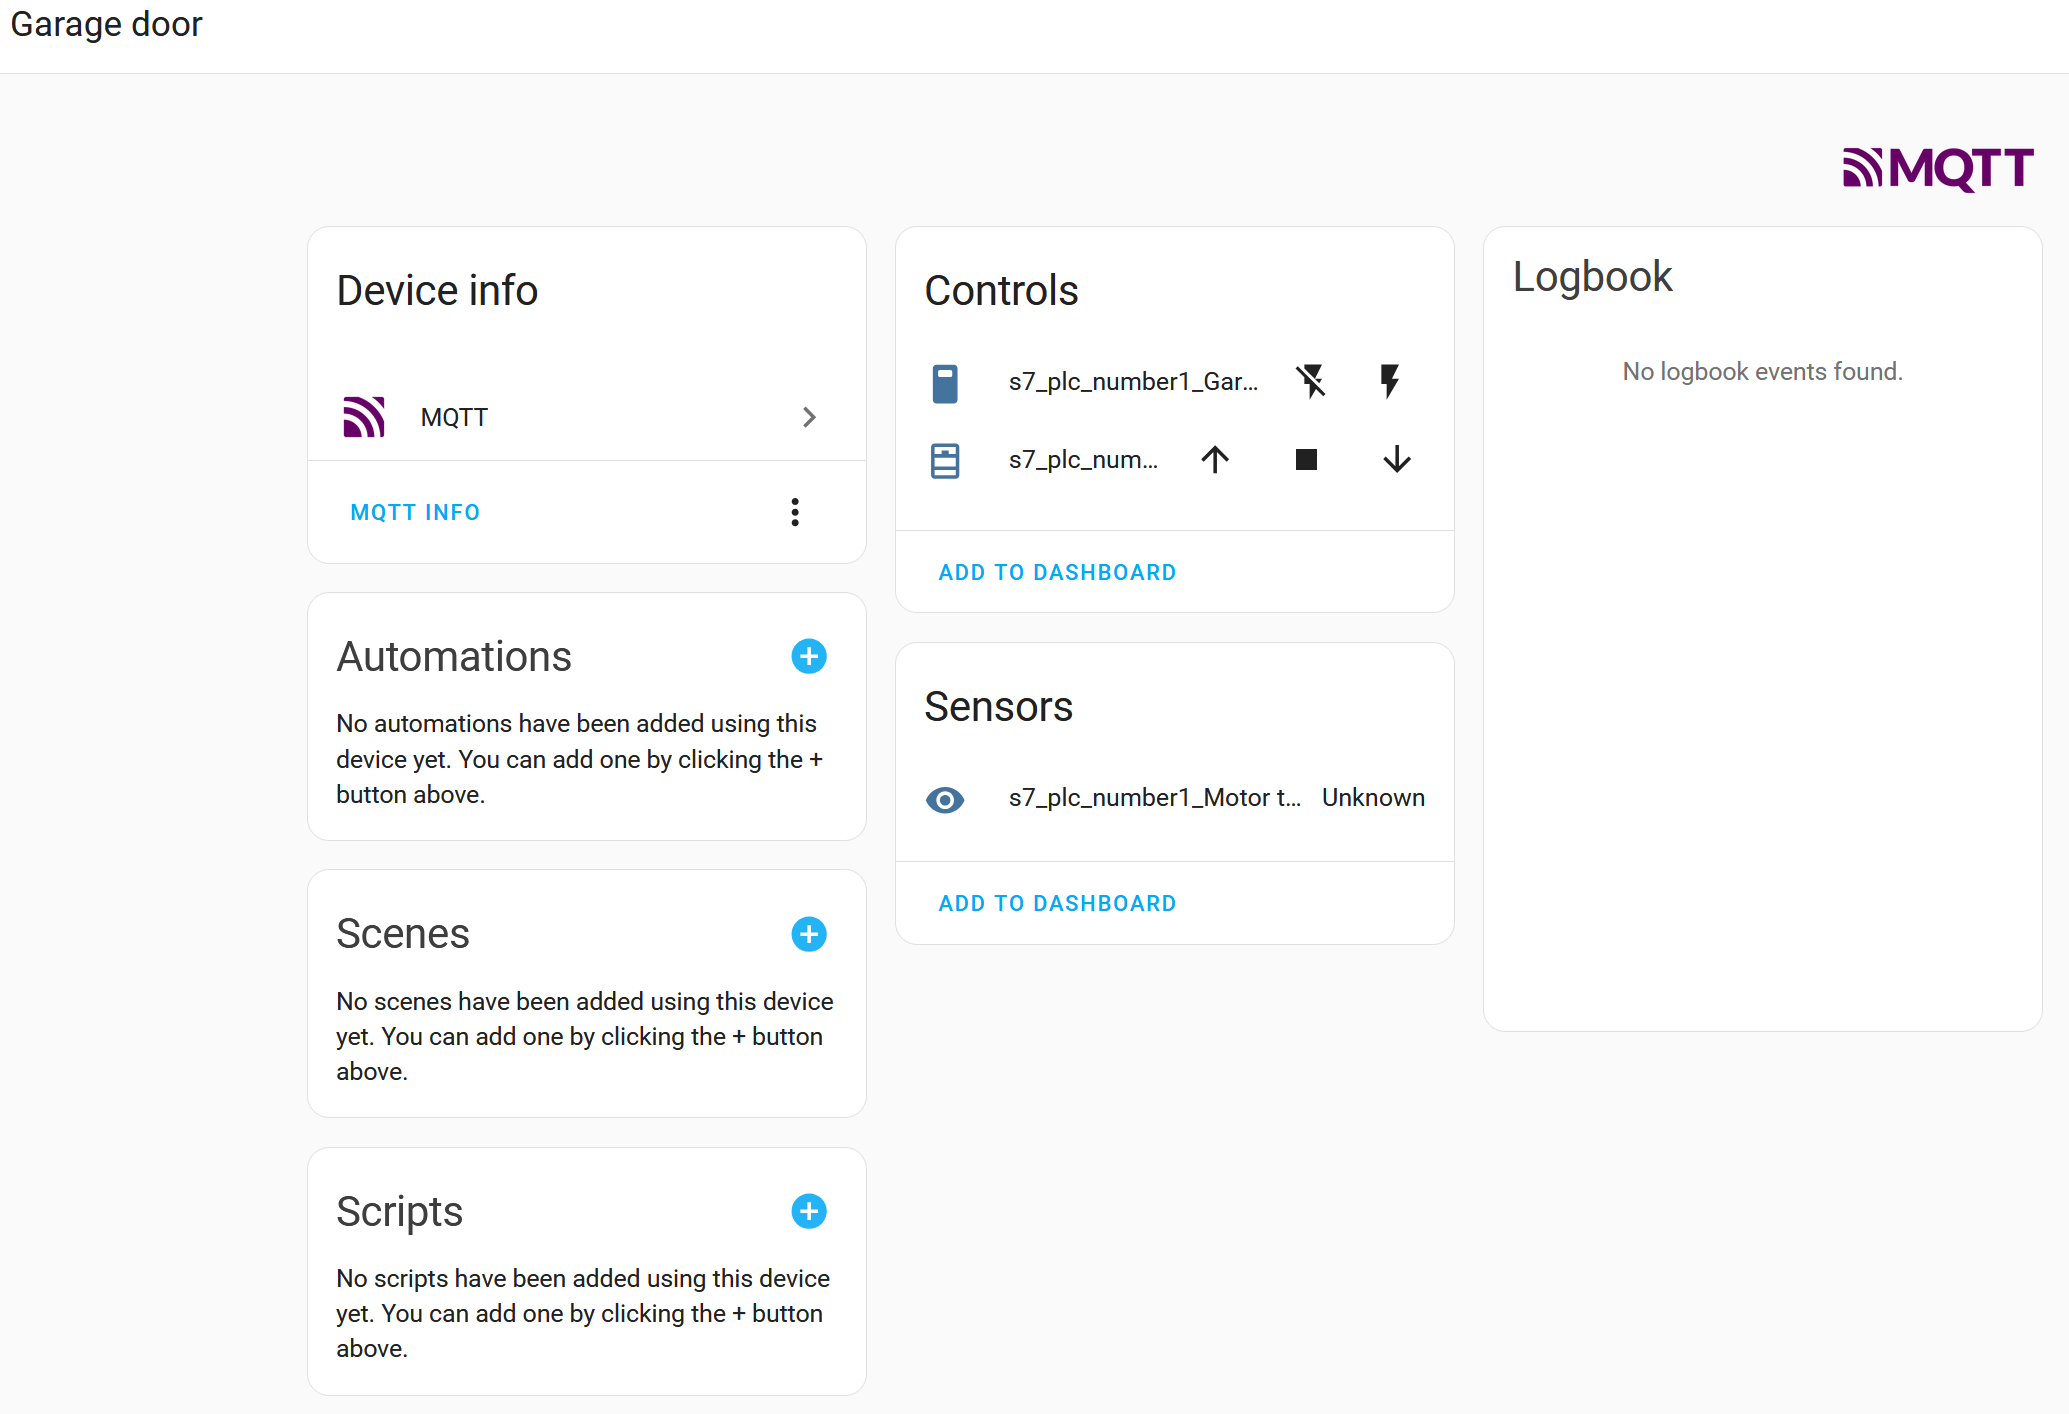 Garage door
MQTT
Device info
MQTT
MQTT INFO
Automations
No automations have been added using this
device yet. You can add one by clicking the +
button above.
Scenes
No scenes have been added using this device
yet. You can add one by clicking the + button
above.
Scripts
No scripts have been added using this device
yet. You can add one by clicking the + button
above.
Controls
s7_plc_number1_Gar...
s7_plc_num...
ADD TO DASHBOARD
Sensors
s7_plc_number1_Motor t... Unknown
ADD TO DASHBOARD
Logbook
No logbook events found.